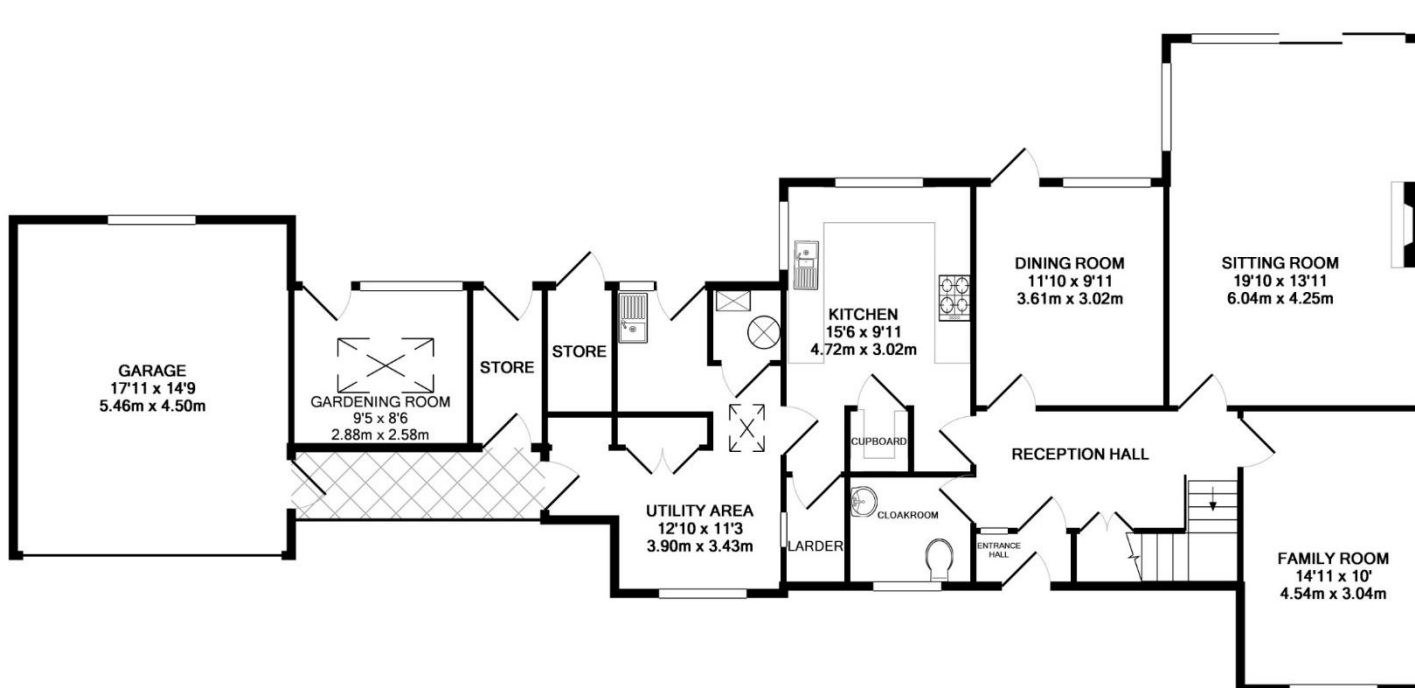 GARAGE
17'11 x 14'9
5.46m x 4.50m
GARDENING ROOM
9'5 x 8'6
2.88m x 2.58m
STORE
STORE
UTILITY AREA
12'10 x 11'3
3.90m x 3.43m
KITCHEN
15'6 x 9'11
4.72m x 3.02m
CUPBOARD
LARDER
CLOAKROOM
ENTRANCE
HALL
DINING ROOM
11'10 x 9'11
3.61m x 3.02m
RECEPTION HALL
SITTING ROOM
19'10 x 13'11
6.04m x 4.25m
FAMILY ROOM
14'11 x 10'
4.54m x 3.04m